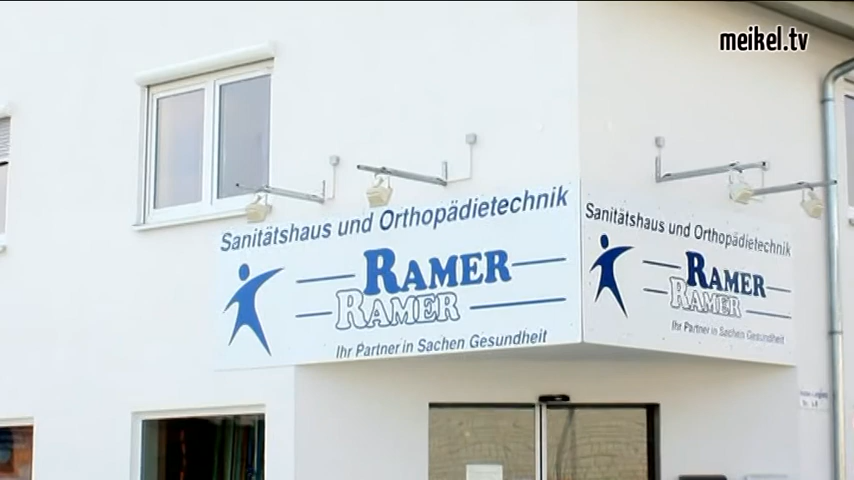 meikel.tv
Sanitätshaus und Orthopädietechnik
RAMER
RAMER
Ihr Partner in Sachen Gesundheit
Sanitätshaus und Orthopädietechnik
RAMER
RAMER
Ihr Partner in Sachen Gesundheit